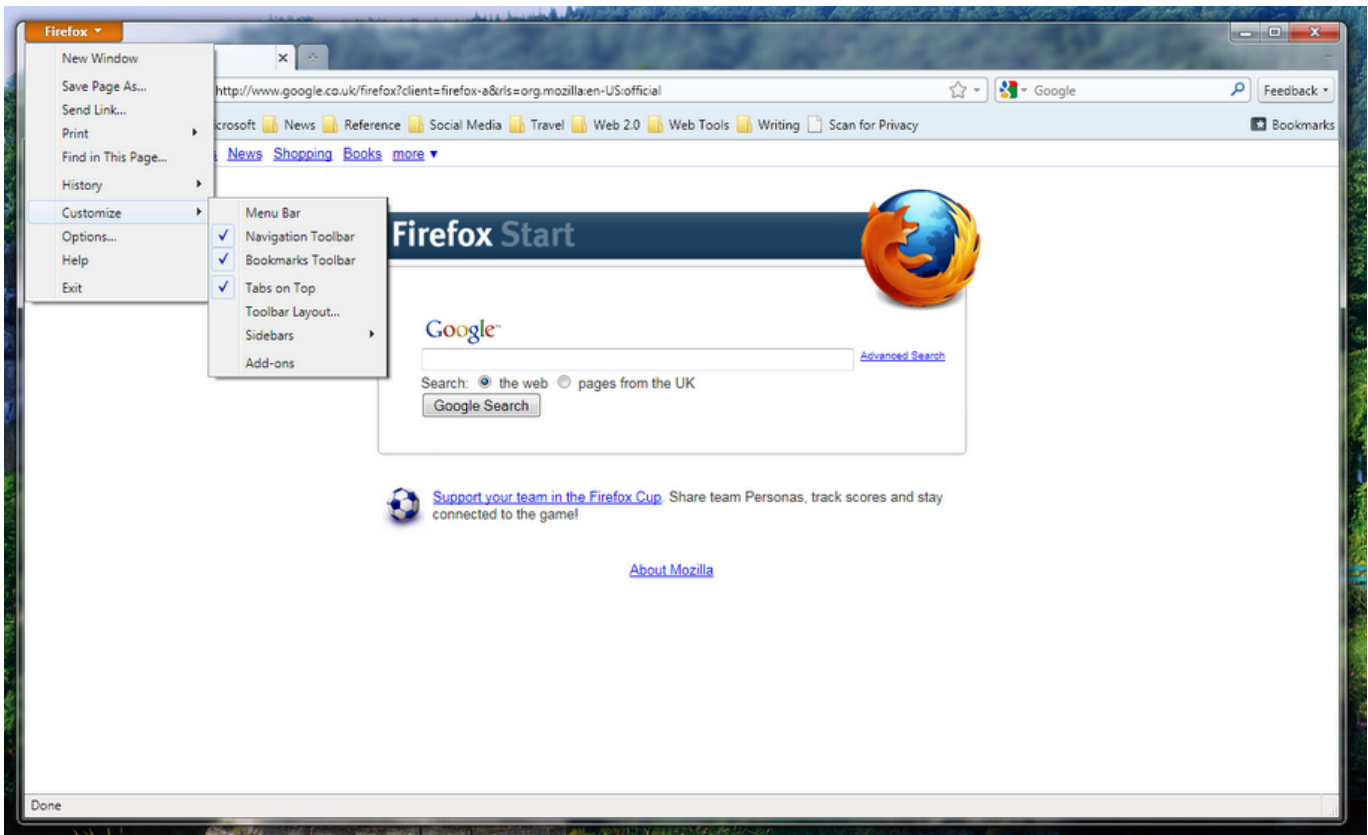 Firefox
New Window
Save Page As...
Send Link...
Print
Find in This Page...
History
Customize
Options...
Help
Exit
Menu Bar
Navigation Toolbar
Bookmarks Toolbar
Tabs on Top
Toolbar Layout...
Sidebars
Add-ons
http://www.google.co.uk/firefox?client=firefox-a&rls=org.mozilla:en-US:official
Google
Feedback
crosoft News Reference Social Media Travel Web 2.0 Web Tools Writing Scan for Privacy
Bookmarks
News Shopping Books more ▼
Firefox Start
Google™
Advanced Search
Search: the web pages from the UK
Google Search
Support your team in the Firefox Cup. Share team Personas, track scores and stay
connected to the game!
About Mozilla
Done